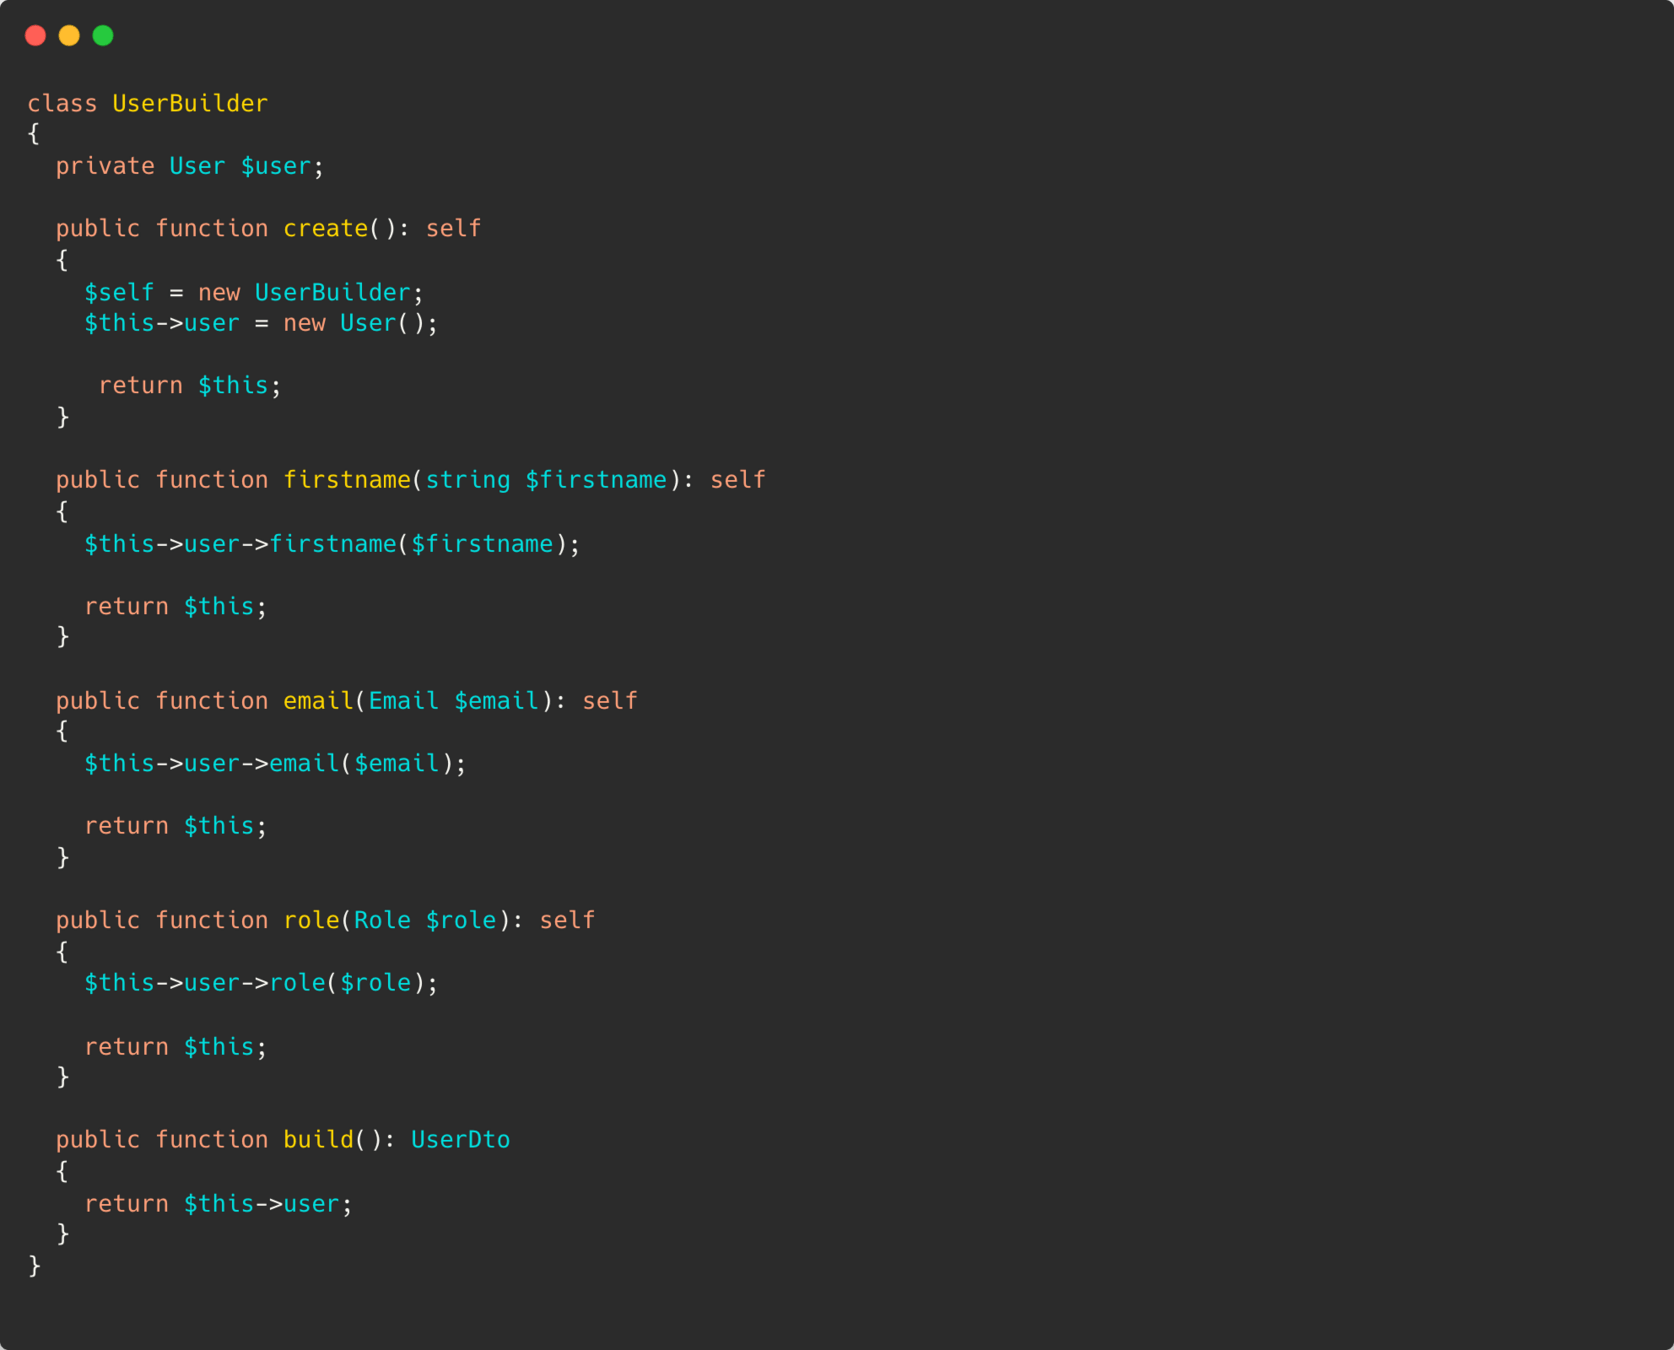 class UserBuilder
{
  private User $user;

  public function create(): self
  {
    $self = new UserBuilder;
    $this->user = new User();

     return $this;
  }

  public function firstname(string $firstname): self
  {
    $this->user->firstname($firstname);

    return $this;
  }

  public function email(Email $email): self
  {
    $this->user->email($email);

    return $this;
  }

  public function role(Role $role): self
  {
    $this->user->role($role);

    return $this;
  }

  public function build(): UserDto
  {
    return $this->user;
  }
}